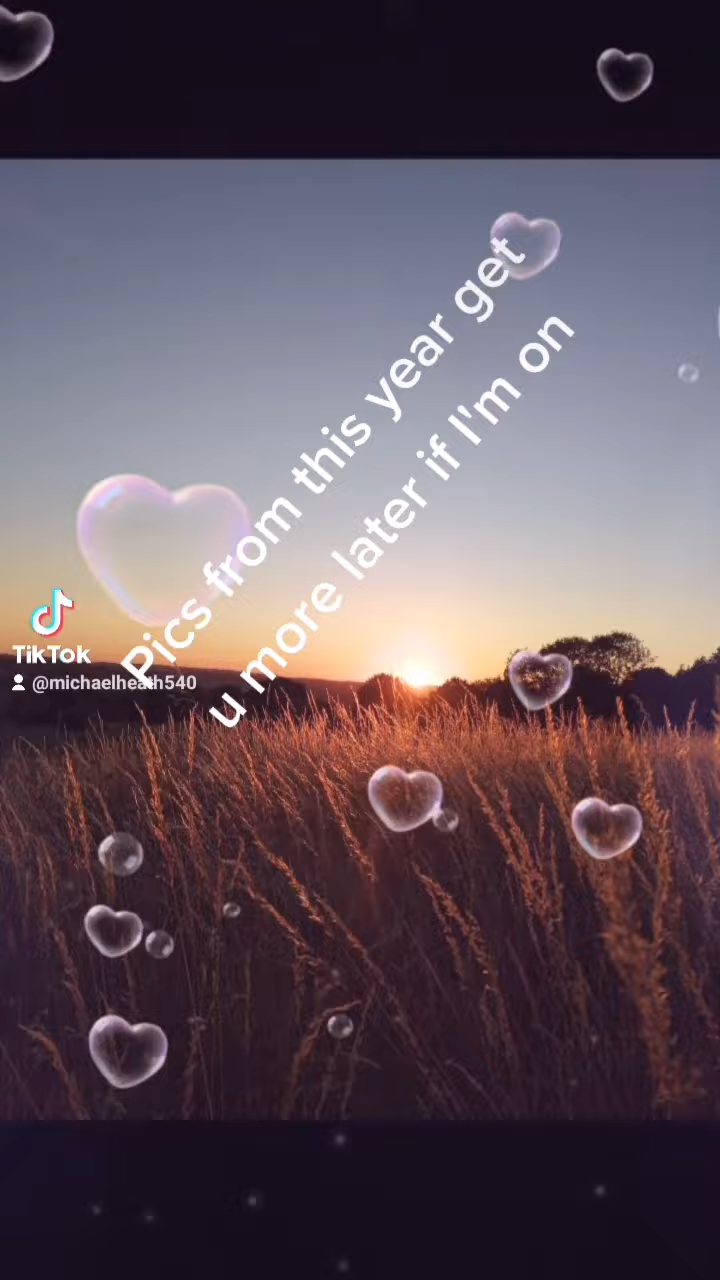 Pics from this year get
u more later if I'm on
TikTok
@michaelheath540